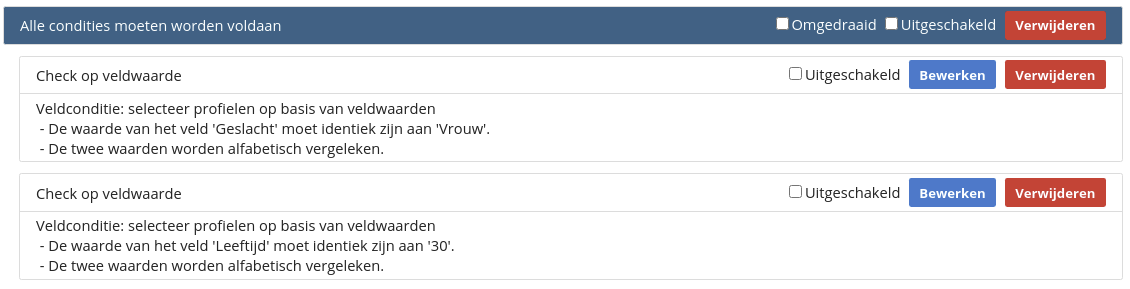 Alle condities moeten worden voldaan Omgedraaid Uitgeschakeld Verwijderen
Check op veldwaarde Uitgeschakeld Bewerken Verwijderen
Veldconditie: selecteer profielen op basis van veldwaarden
- De waarde van het veld 'Geslacht' moet identiek zijn aan 'Vrouw'.
- De twee waarden worden alfabetisch vergeleken.
Check op veldwaarde Uitgeschakeld Bewerken Verwijderen
Veldconditie: selecteer profielen op basis van veldwaarden
- De waarde van het veld 'Leeftijd' moet identiek zijn aan '30'.
- De twee waarden worden alfabetisch vergeleken.